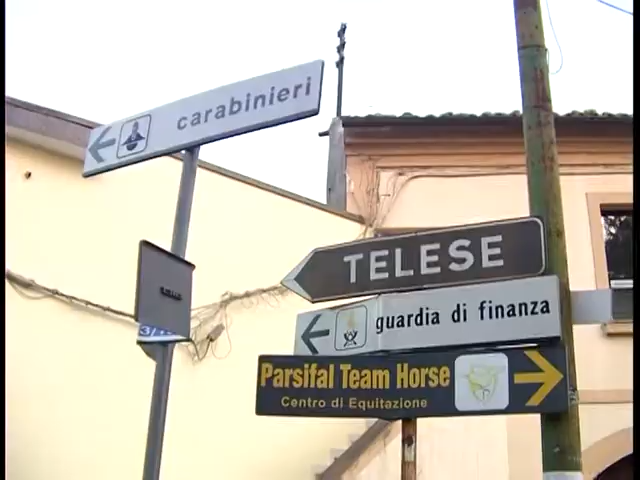 carabinieri
TELESE
guardia di finanza
Parsifal Team Horse
Centro di Equitazione